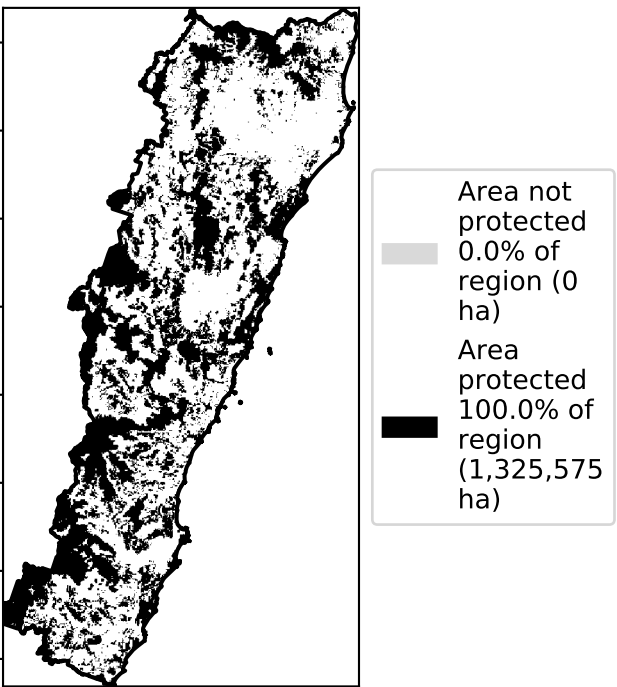 Area not
protected
0.0% of
region (0
ha)
Area
protected
100.0% of
region
(1,325,575
ha)